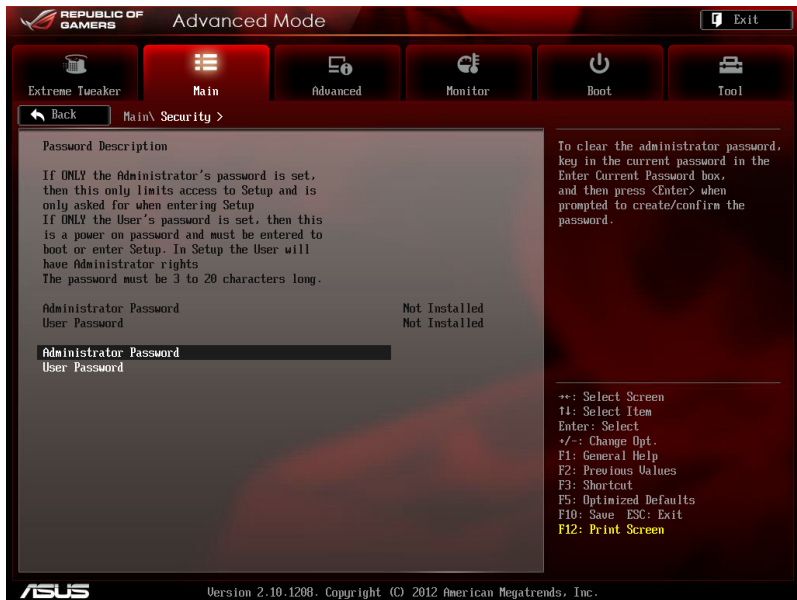 REPUBLIC OF
GAMERS
Advanced Mode
Exit
Extreme Tweaker
Main
Advanced
Monitor
Boot
Tool
Back
Main\ Security >
Password Description
If ONLY the Administrator's password is set,
then this only limits access to Setup and is
only asked for when entering Setup
If ONLY the User's password is set, then this
is a power on password and must be entered to
boot or enter Setup. In Setup the User will
have Administrator rights
The password must be 3 to 20 characters long.
Administrator Password Not Installed
User Password Not Installed
Administrator Password
User Password
To clear the administrator password,
key in the current password in the
Enter Current Password box,
and then press <Enter> when
prompted to create/confirm the
password.
→←: Select Screen
↑↓: Select Item
Enter: Select
+/-: Change Opt.
F1: General Help
F2: Previous Values
F3: Shortcut
F5: Optimized Defaults
F10: Save ESC: Exit
F12: Print Screen
ASUS
Version 2.10.1208. Copyright (C) 2012 American Megatrends, Inc.